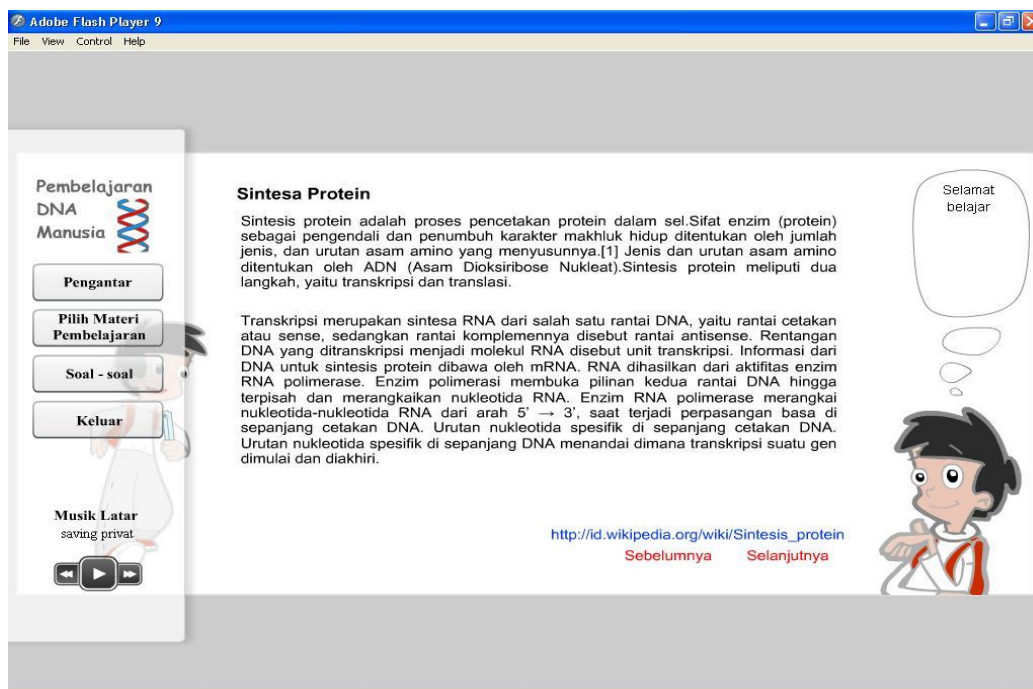 Adobe Flash Player 9
File View Control Help
Pembelajaran
DNA
Manusia
Pengantar
Pilih Materi
Pembelajaran
Soal - soal
Keluar
Musik Latar
saving privat
Sintesa Protein
Sintesis protein adalah proses pencetakan protein dalam sel.Sifat enzim (protein)
sebagai pengendali dan penumbuh karakter makhluk hidup ditentukan oleh jumlah
jenis, dan urutan asam amino yang menyusunnya.[1] Jenis dan urutan asam amino
ditentukan oleh ADN (Asam Dioksiribose Nukleat).Sintesis protein meliputi dua
langkah, yaitu transkripsi dan translasi.
Transkripsi merupakan sintesa RNA dari salah satu rantai DNA, yaitu rantai cetakan
atau sense, sedangkan rantai komplemennya disebut rantai antisense. Rentangan
DNA yang ditranskripsi menjadi molekul RNA disebut unit transkripsi. Informasi dari
DNA untuk sintesis protein dibawa oleh mRNA. RNA dihasilkan dari aktifitas enzim
RNA polimerase. Enzim polimerasi membuka pilinan kedua rantai DNA hingga
terpisah dan merangkaikan nukleotida RNA. Enzim RNA polimerase merangkai
nukleotida-nukleotida RNA dari arah 5’ → 3’, saat terjadi perpasangan basa di
sepanjang cetakan DNA. Urutan nukleotida spesifik di sepanjang cetakan DNA.
Urutan nukleotida spesifik di sepanjang DNA menandai dimana transkripsi suatu gen
dimulai dan diakhiri.
http://id.wikipedia.org/wiki/Sintesis_protein
Sebelumnya Selanjutnya
Selamat
belajar